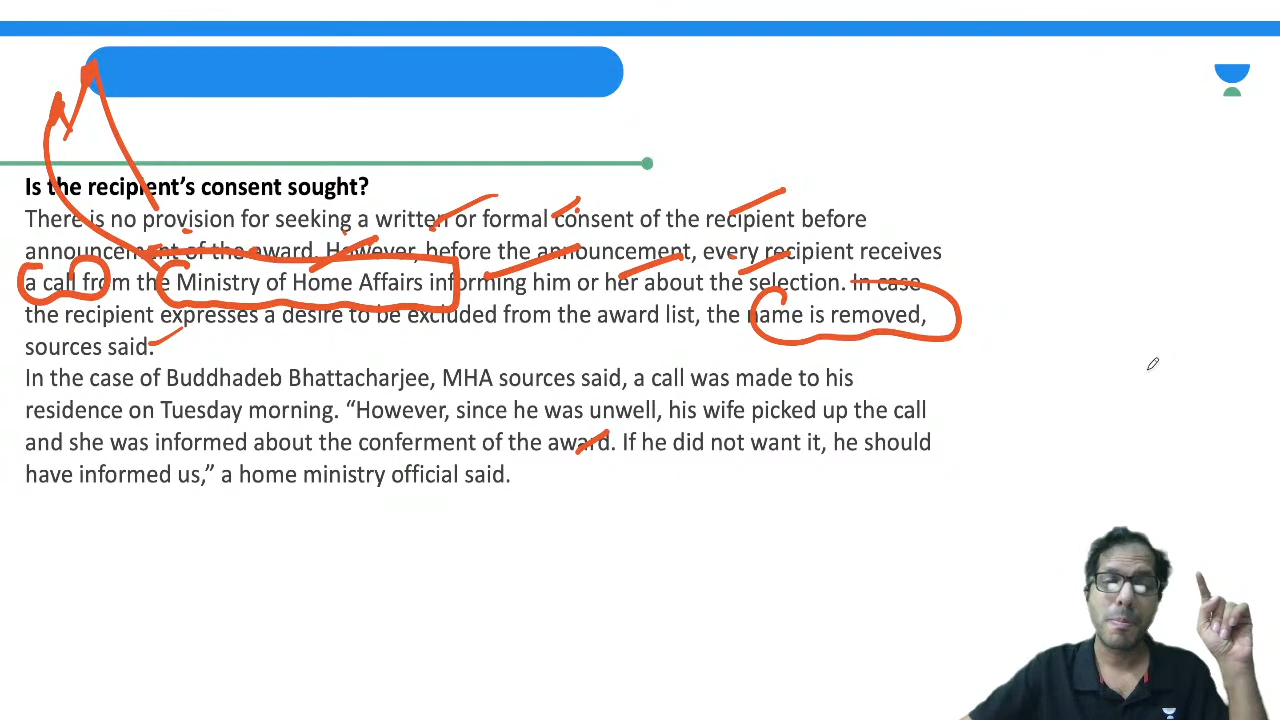 Is the recipient's consent sought?
There is no provision for seeking a written or formal consent of the recipient before
announcement of the award. However, before the announcement, every recipient receives
a call from the Ministry of Home Affairs informing him or her about the selection. In case
the recipient expresses a desire to be excluded from the award list, the name is removed,
sources said.
In the case of Buddhadeb Bhattacharjee, MHA sources said, a call was made to his
residence on Tuesday morning. “However, since he was unwell, his wife picked up the call
and she was informed about the conferment of the award. If he did not want it, he should
have informed us,” a home ministry official said.